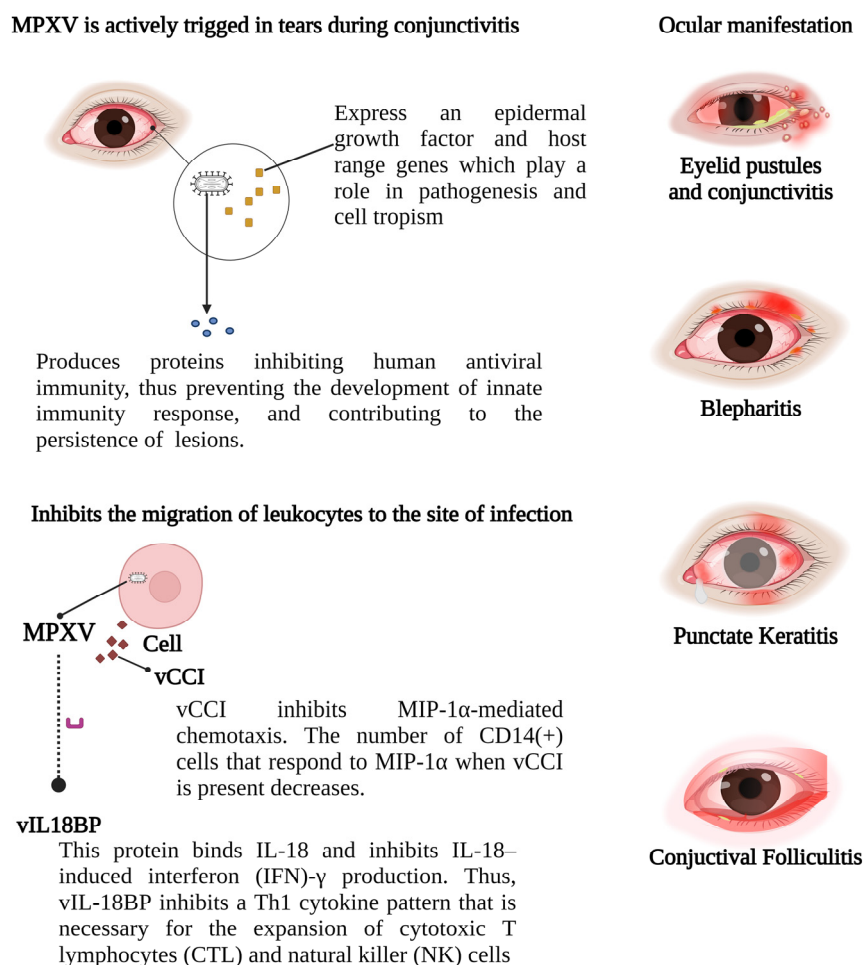 MPXV is actively trigged in tears during conjunctivitis
Express an epidermal
growth factor and host
range genes which play a
role in pathogenesis and
cell tropism
Produces proteins inhibiting human antiviral
immunity, thus preventing the development of innate
immunity response, and contributing to the
persistence of lesions.
Inhibits the migration of leukocytes to the site of infection
MPXV
Cell
vCCI
vCCI inhibits MIP-1α-mediated
chemotaxis. The number of CD14(+)
cells that respond to MIP-1α when vCCI
is present decreases.
vIL18BP
This protein binds IL-18 and inhibits IL-18–
induced interferon (IFN)-γ production. Thus,
vIL-18BP inhibits a Th1 cytokine pattern that is
necessary for the expansion of cytotoxic T
lymphocytes (CTL) and natural killer (NK) cells
Ocular manifestation
Eyelid pustules
and conjunctivitis
Blepharitis
Punctate Keratitis
Conjuctival Folliculitis